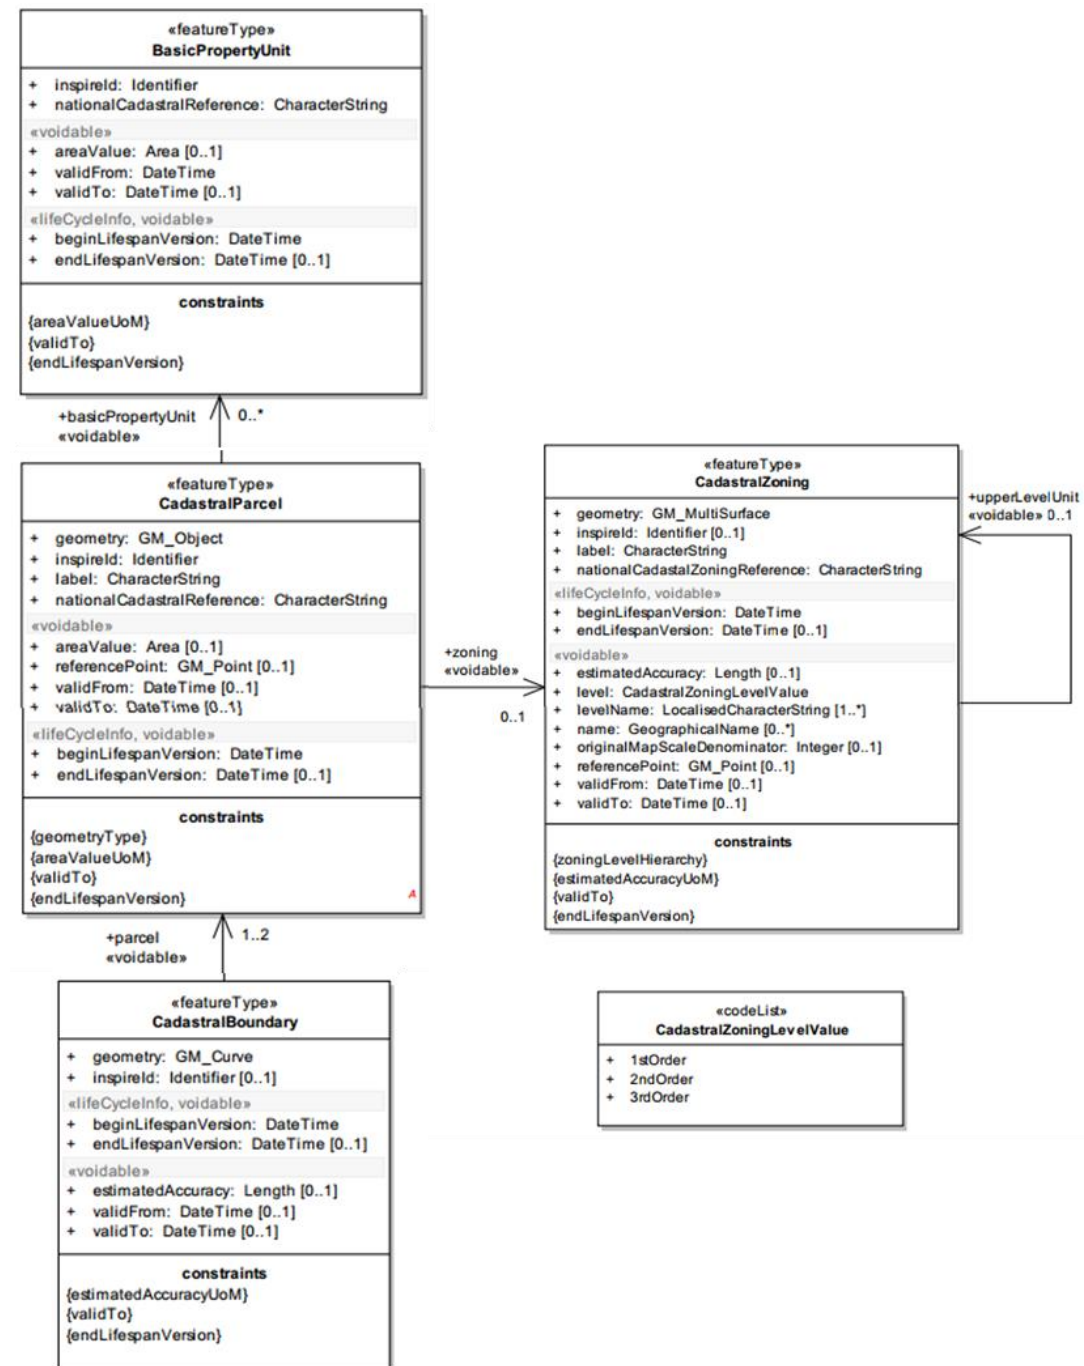 «featureType»
BasicPropertyUnit
+ inspireId: Identifier
+ nationalCadastralReference: CharacterString
«voidable»
+ areaValue: Area [0..1]
+ validFrom: DateTime
+ validTo: DateTime [0..1]
«lifeCycleInfo, voidable»
+ beginLifespanVersion: DateTime
+ endLifespanVersion: DateTime [0..1]
constraints
{areaValueUoM}
{validTo}
{endLifespanVersion}
+basicPropertyUnit 0..*
«voidable»
«featureType»
CadastralParcel
+ geometry: GM_Object
+ inspireId: Identifier
+ label: CharacterString
+ nationalCadastralReference: CharacterString
«voidable»
+ areaValue: Area [0..1]
+ referencePoint: GM_Point [0..1]
+ validFrom: DateTime [0..1]
+ validTo: DateTime [0..1]
«lifeCycleInfo, voidable»
+ beginLifespanVersion: DateTime
+ endLifespanVersion: DateTime [0..1]
constraints
{geometryType}
{areaValueUoM}
{validTo}
{endLifespanVersion}
A
+zoning
«voidable»
0..1
«featureType»
CadastralZoning
+ geometry: GM_MultiSurface
+ inspireId: Identifier [0..1]
+ label: CharacterString
+ nationalCadastalZoningReference: CharacterString
«lifeCycleInfo, voidable»
+ beginLifespanVersion: DateTime
+ endLifespanVersion: DateTime [0..1]
«voidable»
+ estimatedAccuracy: Length [0..1]
+ level: CadastralZoningLevelValue
+ levelName: LocalisedCharacterString [1..*]
+ name: GeographicalName [0..*]
+ originalMapScaleDenominator: Integer [0..1]
+ referencePoint: GM_Point [0..1]
+ validFrom: DateTime [0..1]
+ validTo: DateTime [0..1]
constraints
{zoningLevelHierarchy}
{estimatedAccuracyUoM}
{validTo}
{endLifespanVersion}
+upperLevelUnit
«voidable» 0..1
+parcel 1..2
«voidable»
«featureType»
CadastralBoundary
+ geometry: GM_Curve
+ inspireId: Identifier [0..1]
«lifeCycleInfo, voidable»
+ beginLifespanVersion: DateTime
+ endLifespanVersion: DateTime [0..1]
«voidable»
+ estimatedAccuracy: Length [0..1]
+ validFrom: DateTime [0..1]
+ validTo: DateTime [0..1]
constraints
{estimatedAccuracyUoM}
{validTo}
{endLifespanVersion}
«codeList»
CadastralZoningLevelValue
+ 1stOrder
+ 2ndOrder
+ 3rdOrder